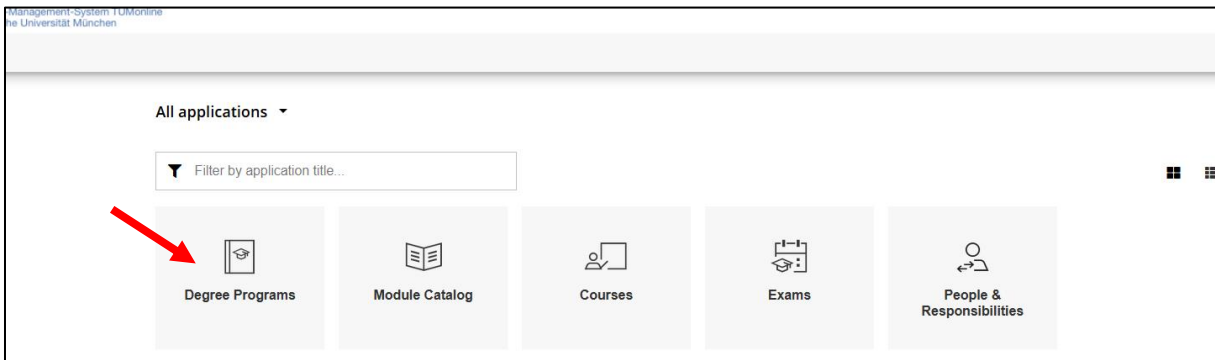 -Management-System TUMonline
he Universität München
All applications
Filter by application title...
Degree Programs
Module Catalog
Courses
Exams
People &
Responsibilities